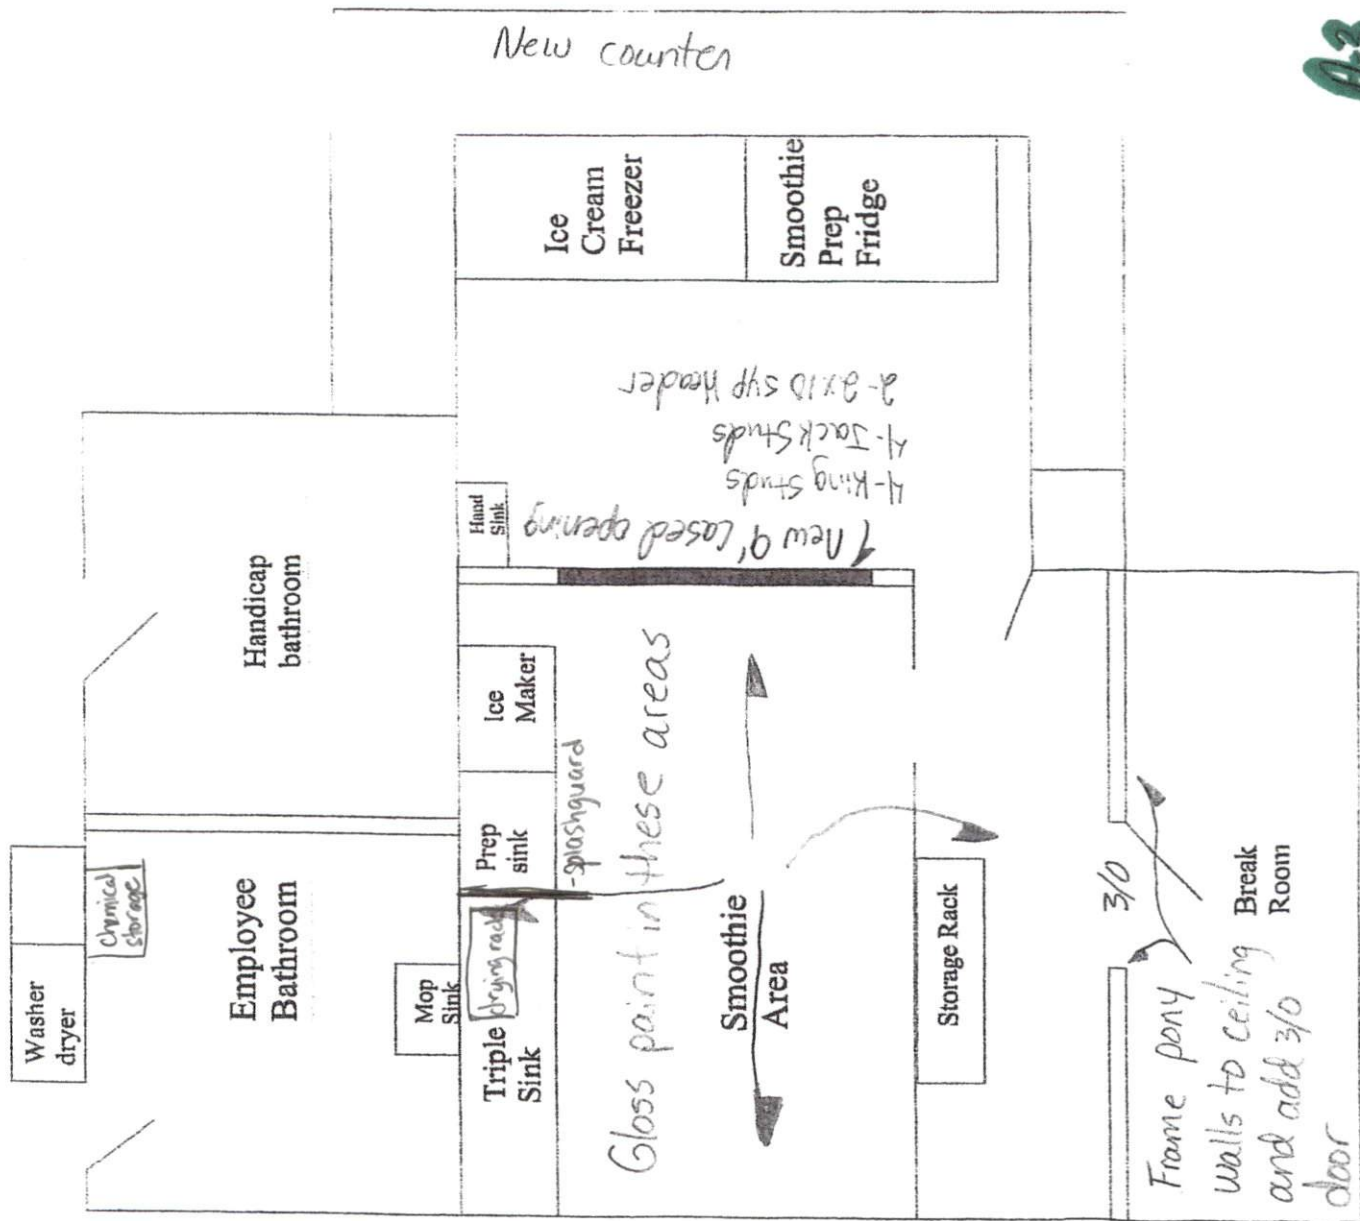 New counter
A-3
Ice
Cream
Freezer
Smoothie
Prep
Fridge
2-2x10 syp header
4-Jack Studs
4-King Studs
New 9' cased opening
Hand
Sink
Handicap
bathroom
Ice
Maker
Prep
sink
-splashguard
Gloss paint in these areas
Washer
dryer
chemical
storage
Employee
Bathroom
Mop
Sink
Triple
Sink
drying rack
Smoothie
Area
Storage Rack
3/0
Break
Room
Frame pony
walls to ceiling
and add 3/0
door